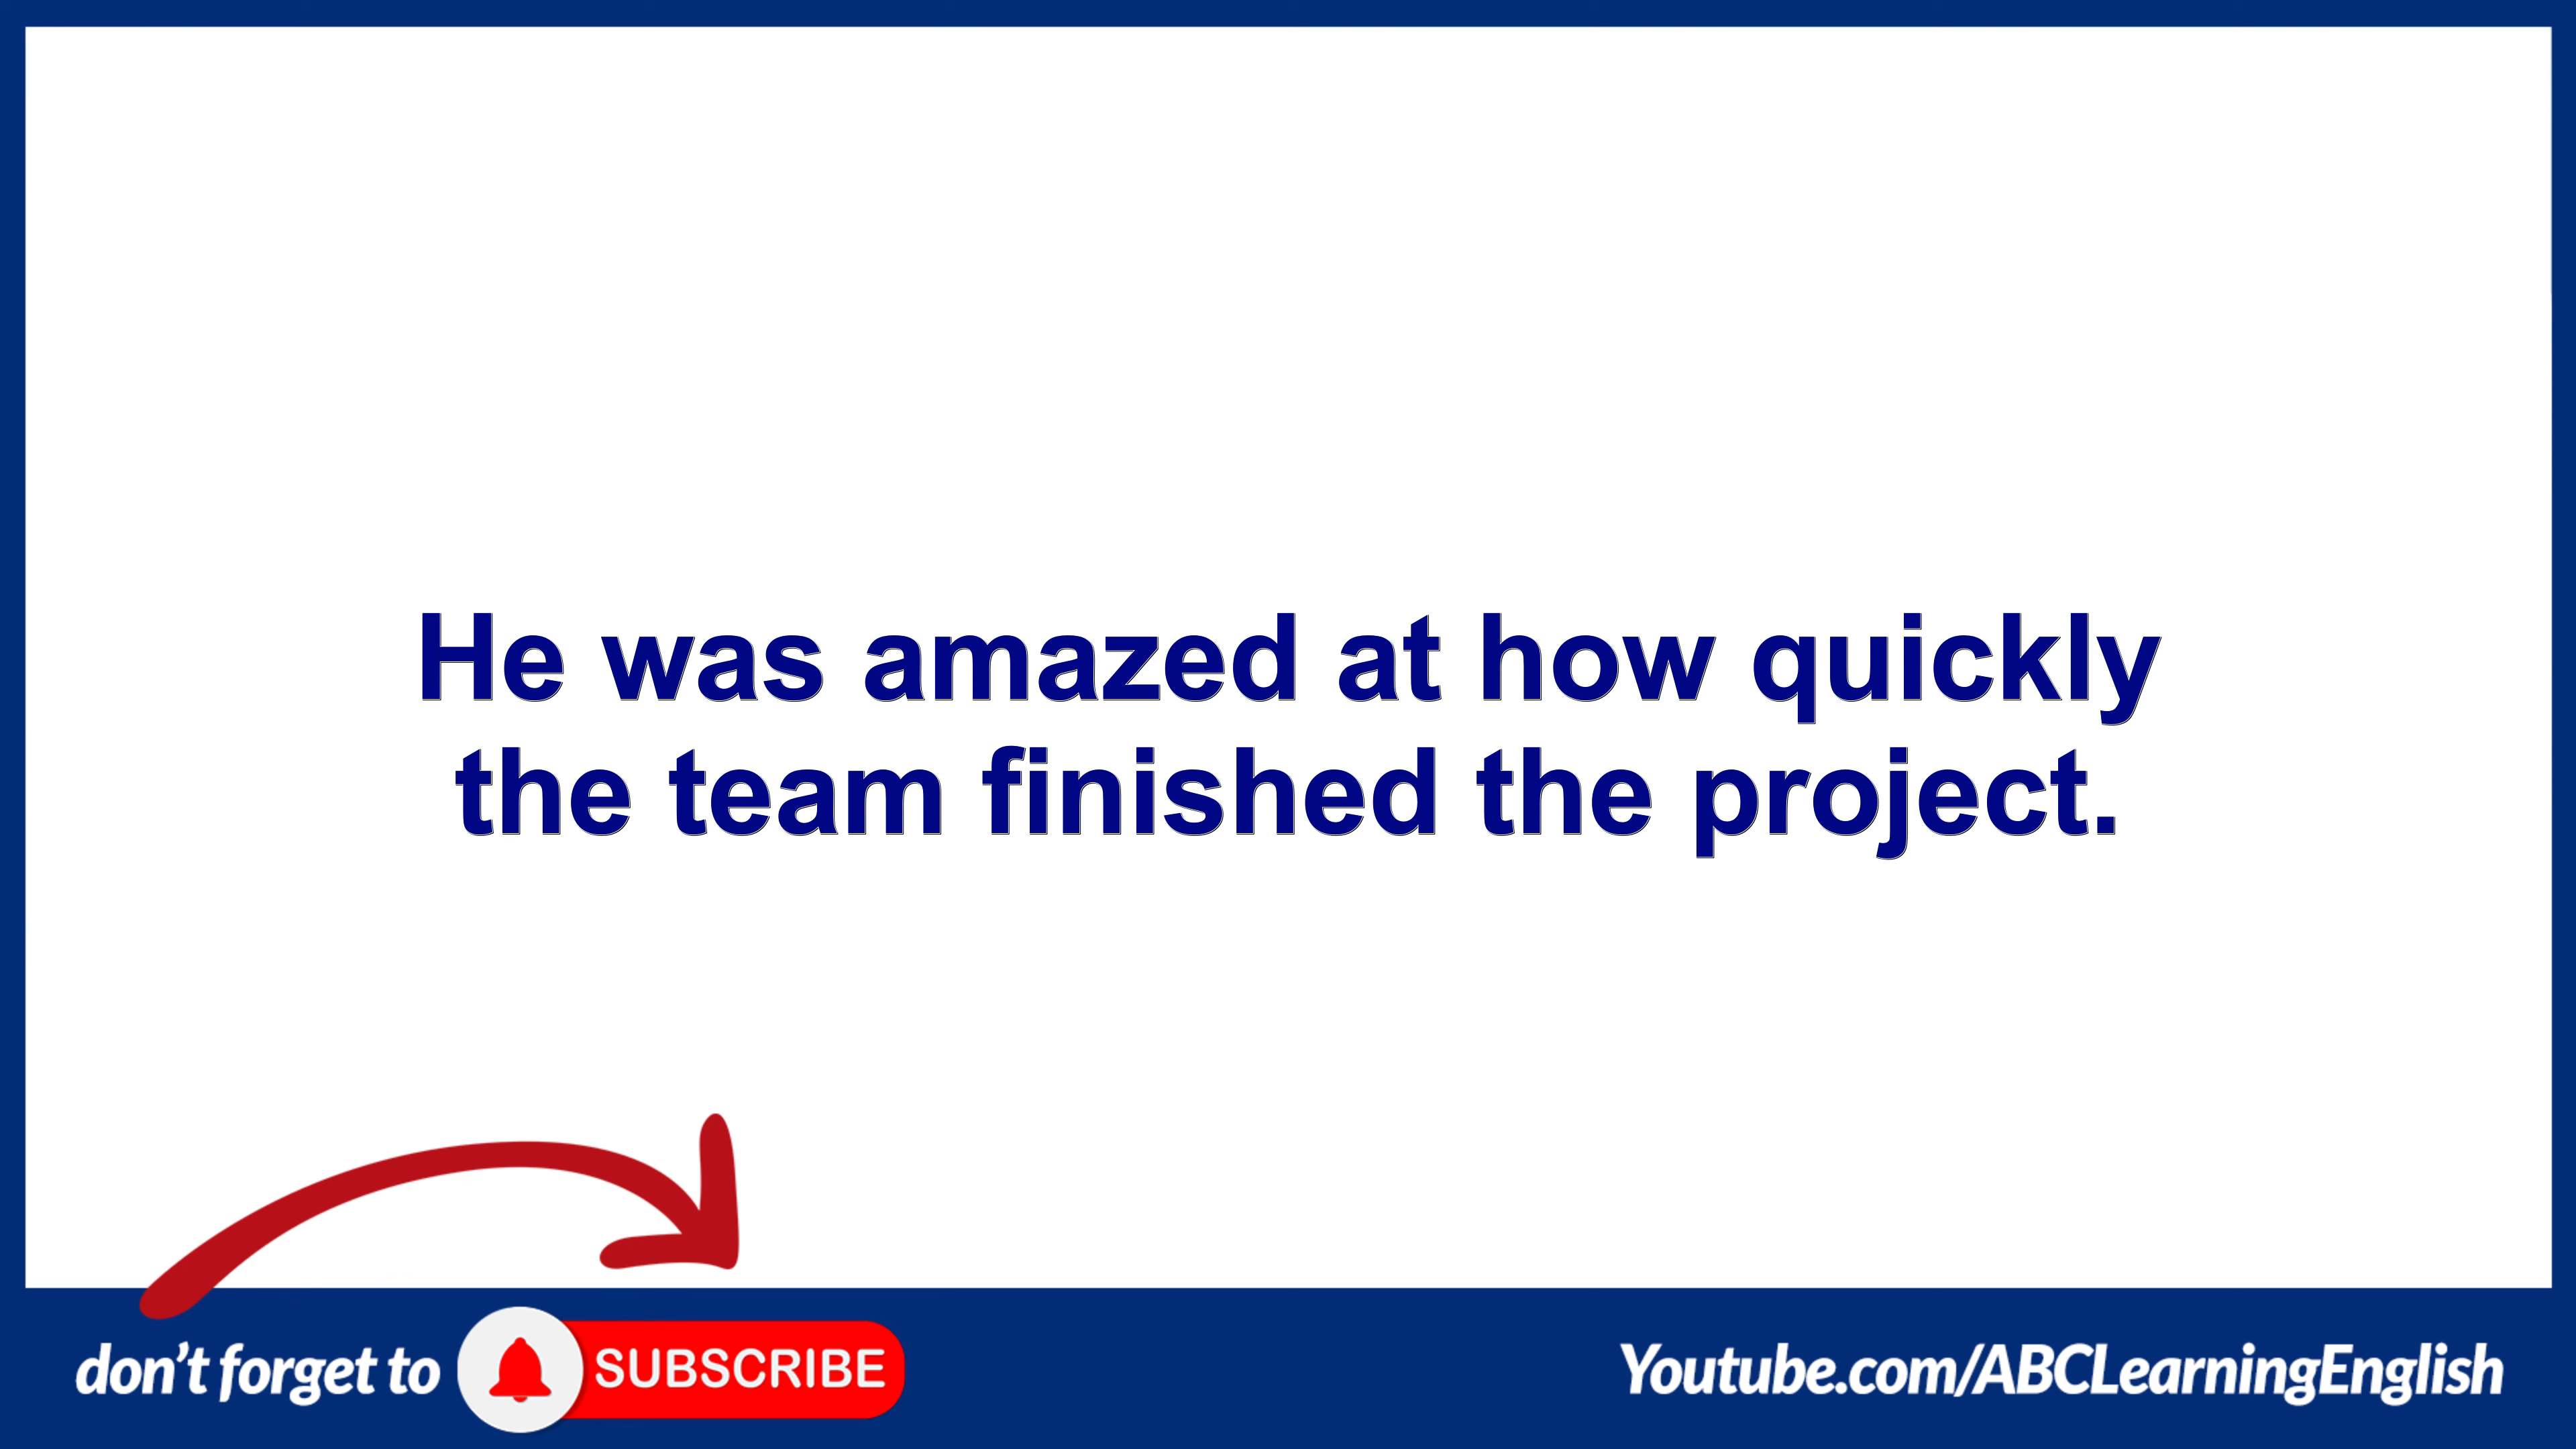 He was amazed at how quickly
the team finished the project.
don't forget to SUBSCRIBE
Youtube.com/ABCLearningEnglish